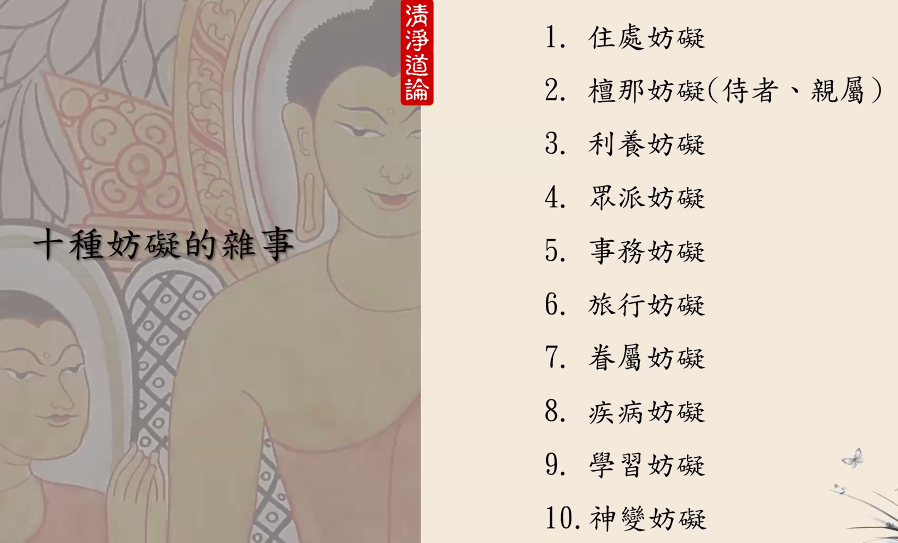 清淨道論
十種妨礙的雜事
1. 住處妨礙
2. 檀那妨礙(侍者、親屬)
3. 利養妨礙
4. 眾派妨礙
5. 事務妨礙
6. 旅行妨礙
7. 眷屬妨礙
8. 疾病妨礙
9. 學習妨礙
10.神變妨礙